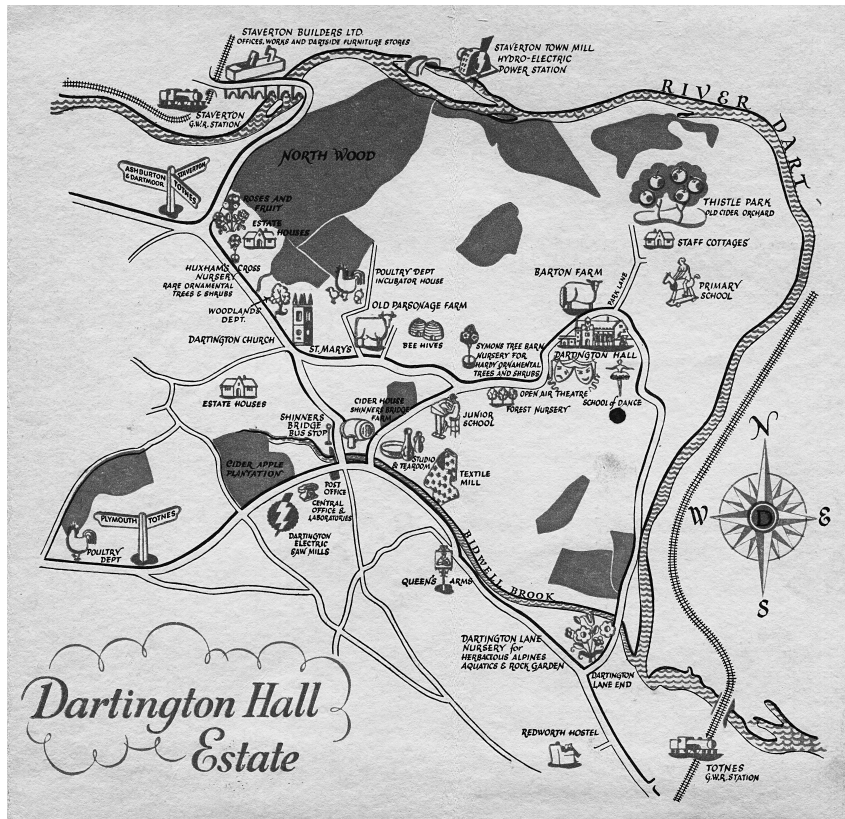 STAVERTON BUILDERS LTD.
OFFICES, WORKS AND DARTSIDE FURNITURE STORES
STAVERTON TOWN MILL
HYDRO-ELECTRIC
POWER STATION
RIVER DART
STAVERTON
G.W.R. STATION
NORTH WOOD
ASHBURTON
& DARTMOOR
STAVERTON
TOTNES
ROSES AND
FRUIT
ESTATE
HOUSES
THISTLE PARK
OLD CIDER ORCHARD
STAFF COTTAGES
HUXHAM'S CROSS
NURSERY
RARE ORNAMENTAL
TREES & SHRUBS
POULTRY DEPT
INCUBATOR HOUSE
BARTON FARM
PARK LANE
PRIMARY
SCHOOL
WOODLANDS
DEPT.
OLD PARSONAGE FARM
DARTINGTON CHURCH
ST. MARY'S
BEE HIVES
SYMONS TREE BARN
NURSERY FOR
HARDY ORNAMENTAL
TREES AND SHRUBS
DARTINGTON HALL
OPEN AIR THEATRE
SCHOOL OF DANCE
FOREST NURSERY
ESTATE HOUSES
CIDER HOUSE
SHINNERS BRIDGE
FARM
SHINNERS
BRIDGE
BUS STOP
JUNIOR
SCHOOL
STUDIO
& TEAROOM
TEXTILE
MILL
CIDER APPLE
PLANTATION
POST
OFFICE
CENTRAL
OFFICE &
LABORATORIES
PLYMOUTH
TOTNES
POULTRY
DEPT
DARTINGTON
ELECTRIC
SAW MILLS
QUEEN'S ARMS
BIDWELL BROOK
N
W
D
E
S
DARTINGTON LANE
NURSERY for
HERBACIOUS ALPINES
AQUATICS & ROCK GARDEN
DARTINGTON
LANE END
REDWORTH HOSTEL
TOTNES
G.W.R. STATION
Dartington Hall
Estate